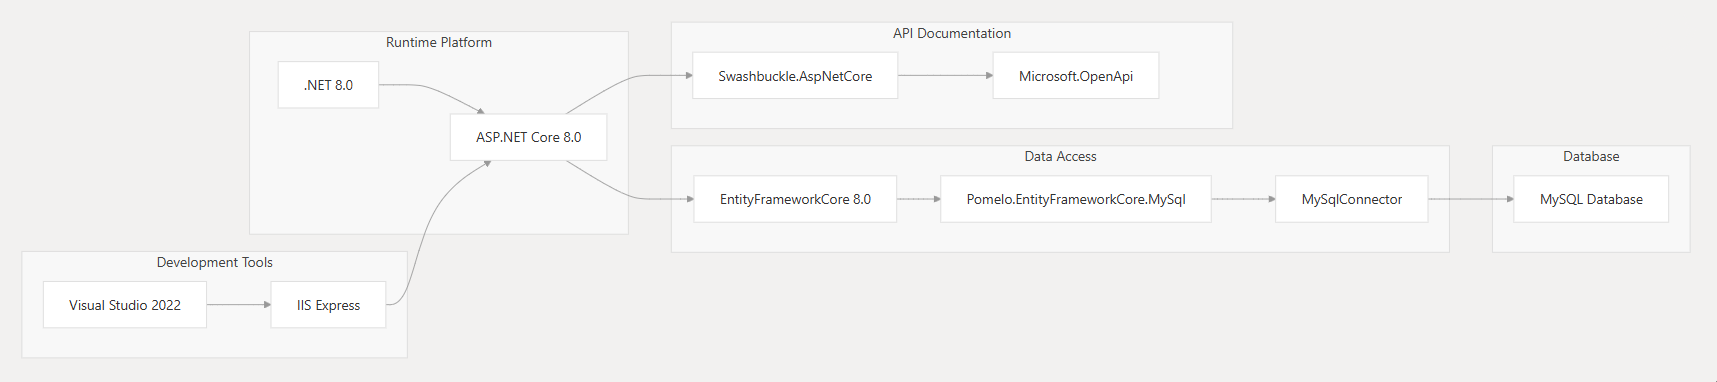 Runtime Platform
.NET 8.0
ASP.NET Core 8.0
API Documentation
Swashbuckle.AspNetCore
Microsoft.OpenApi
Data Access
EntityFrameworkCore 8.0
Pomelo.EntityFrameworkCore.MySql
MySqlConnector
Database
MySQL Database
Development Tools
Visual Studio 2022
IIS Express